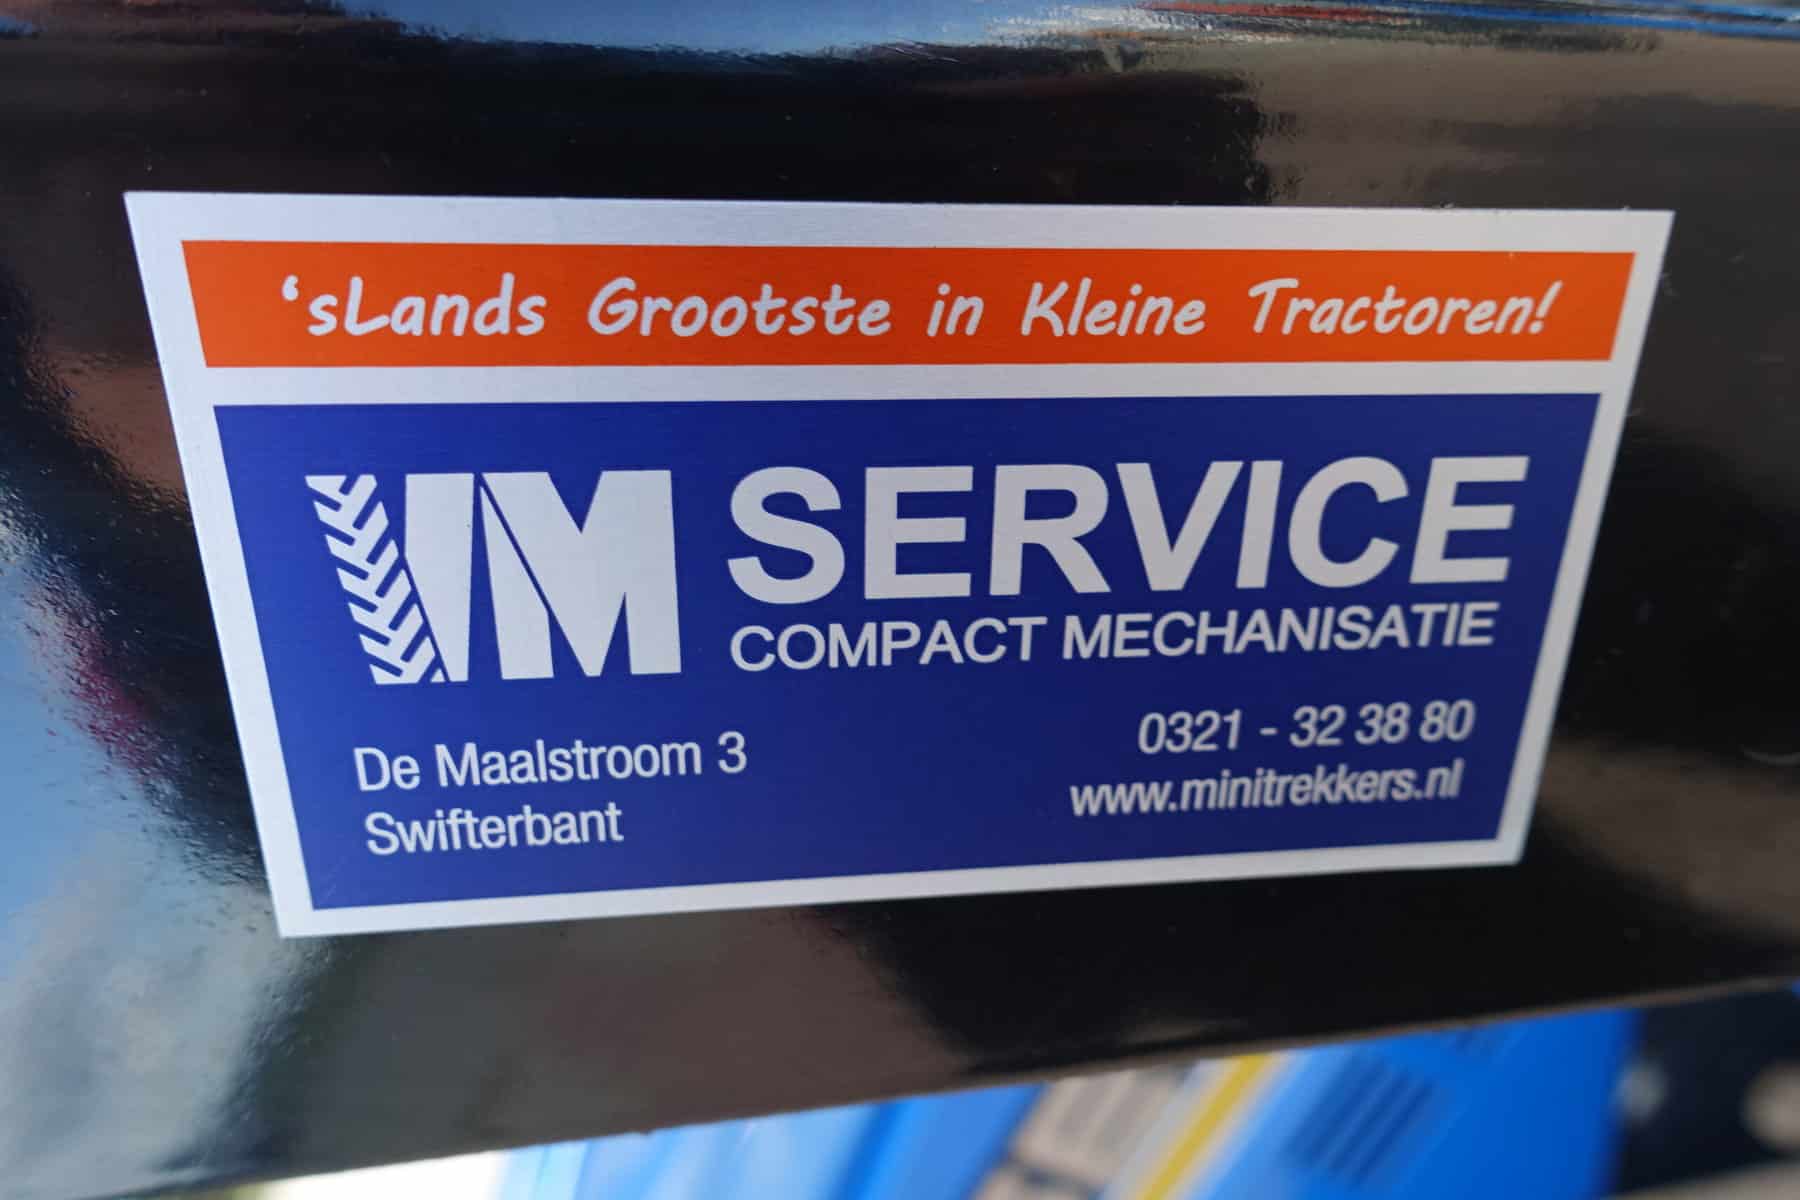 ‘sLands Grootste in Kleine Tractoren!
VM SERVICE
COMPACT MECHANISATIE
De Maalstroom 3
Swifterbant
0321 - 32 38 80
www.minitrekkers.nl